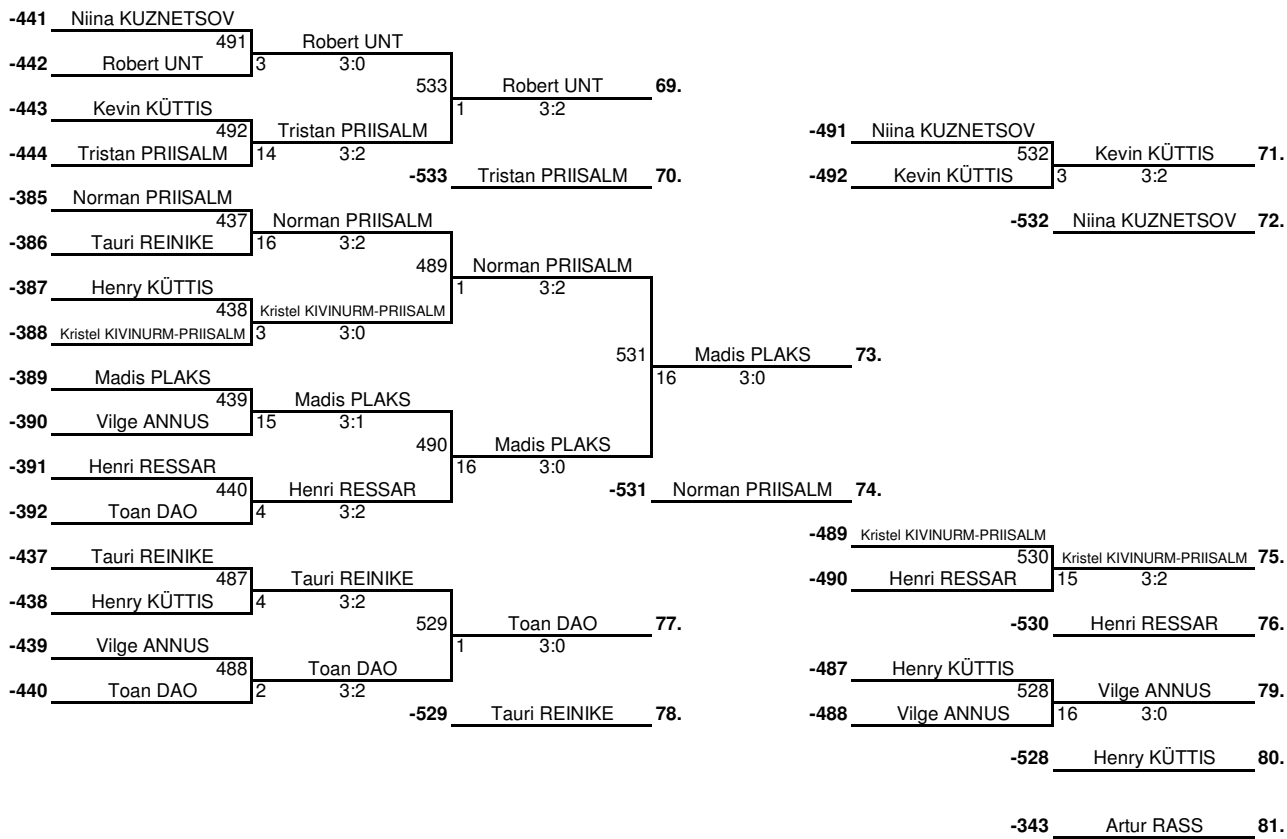 -441 Niina KUZNETSOV
491 Robert UNT
-442 Robert UNT 3 3:0
533 Robert UNT 69.
-443 Kevin KÜTTIS 1 3:2
492 Tristan PRIISALM -491 Niina KUZNETSOV
-444 Tristan PRIISALM 14 3:2 532 Kevin KÜTTIS 71.
-533 Tristan PRIISALM 70. -492 Kevin KÜTTIS 3 3:2
-385 Norman PRIISALM
437 Norman PRIISALM -532 Niina KUZNETSOV 72.
-386 Tauri REINIKE 16 3:2
489 Norman PRIISALM
-387 Henry KÜTTIS 1 3:2
438 Kristel KIVINURM-PRIISALM
-388 Kristel KIVINURM-PRIISALM 3 3:0
531 Madis PLAKS 73.
-389 Madis PLAKS 16 3:0
439 Madis PLAKS
-390 Vilge ANNUS 15 3:1
490 Madis PLAKS
-391 Henri RESSAR 16 3:0
440 Henri RESSAR -531 Norman PRIISALM 74.
-392 Toan DAO 4 3:2
-489 Kristel KIVINURM-PRIISALM
-437 Tauri REINIKE 530 Kristel KIVINURM-PRIISALM 75.
487 Tauri REINIKE -490 Henri RESSAR 15 3:2
-438 Henry KÜTTIS 4 3:2
529 Toan DAO 77. -530 Henri RESSAR 76.
-439 Vilge ANNUS 1 3:0
488 Toan DAO -487 Henry KÜTTIS
-440 Toan DAO 2 3:2 528 Vilge ANNUS 79.
-529 Tauri REINIKE 78. -488 Vilge ANNUS 16 3:0
-528 Henry KÜTTIS 80.
-343 Artur RASS 81.